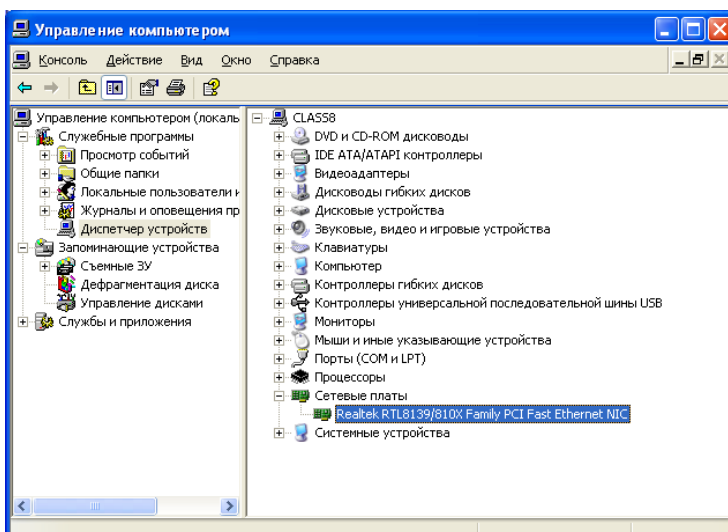 Управление компьютером
Консоль Действие Вид Окно Справка
Управление компьютером (локаль
Служебные программы
Просмотр событий
Общие папки
Локальные пользователи и
Журналы и оповещения пр
Диспетчер устройств
Запоминающие устройства
Съемные ЗУ
Дефрагментация диска
Управление дисками
Службы и приложения
CLASS8
DVD и CD-ROM дисководы
IDE ATA/ATAPI контроллеры
Видеоадаптеры
Дисководы гибких дисков
Дисковые устройства
Звуковые, видео и игровые устройства
Клавиатуры
Компьютер
Контроллеры гибких дисков
Контроллеры универсальной последовательной шины USB
Мониторы
Мыши и иные указывающие устройства
Порты (COM и LPT)
Процессоры
Сетевые платы
Realtek RTL8139/810X Family PCI Fast Ethernet NIC
Системные устройства